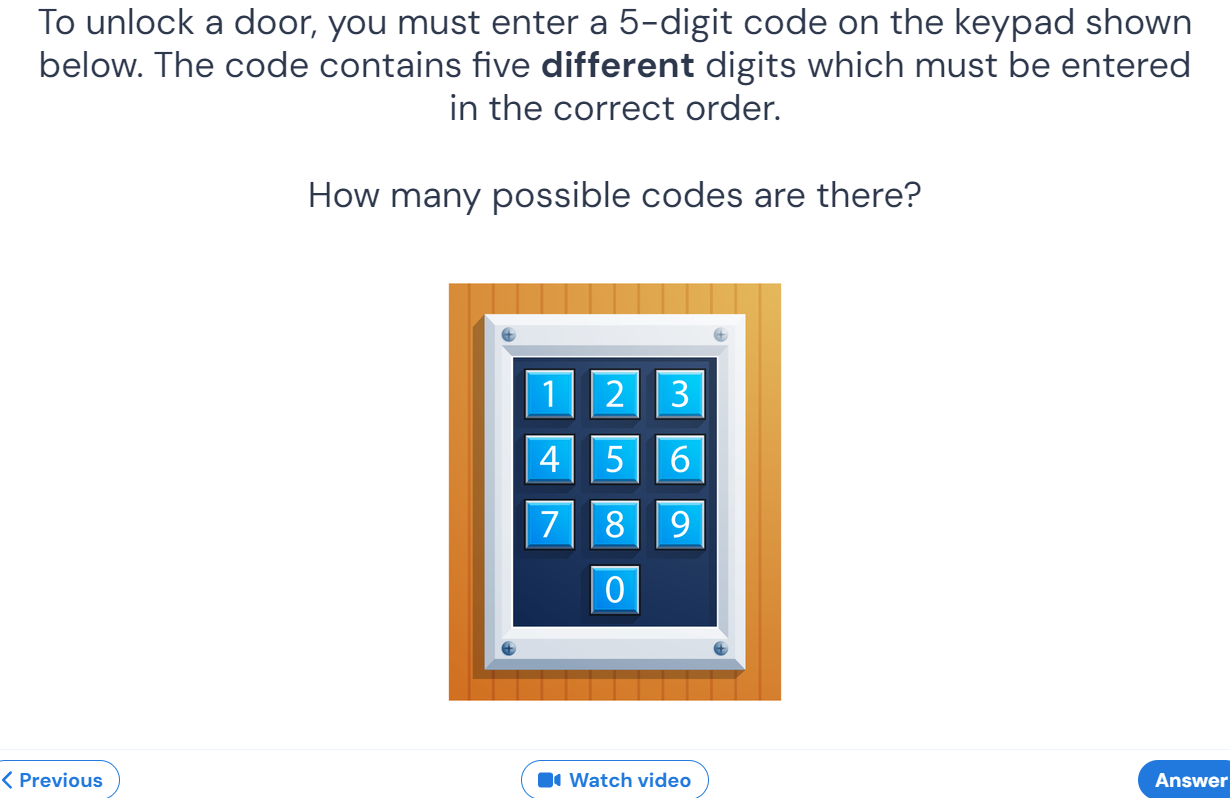 To unlock a door, you must enter a 5-digit code on the keypad shown
below. The code contains five different digits which must be entered
in the correct order.
How many possible codes are there?
1 2 3
4 5 6
7 8 9
0
Previous Watch video Answer